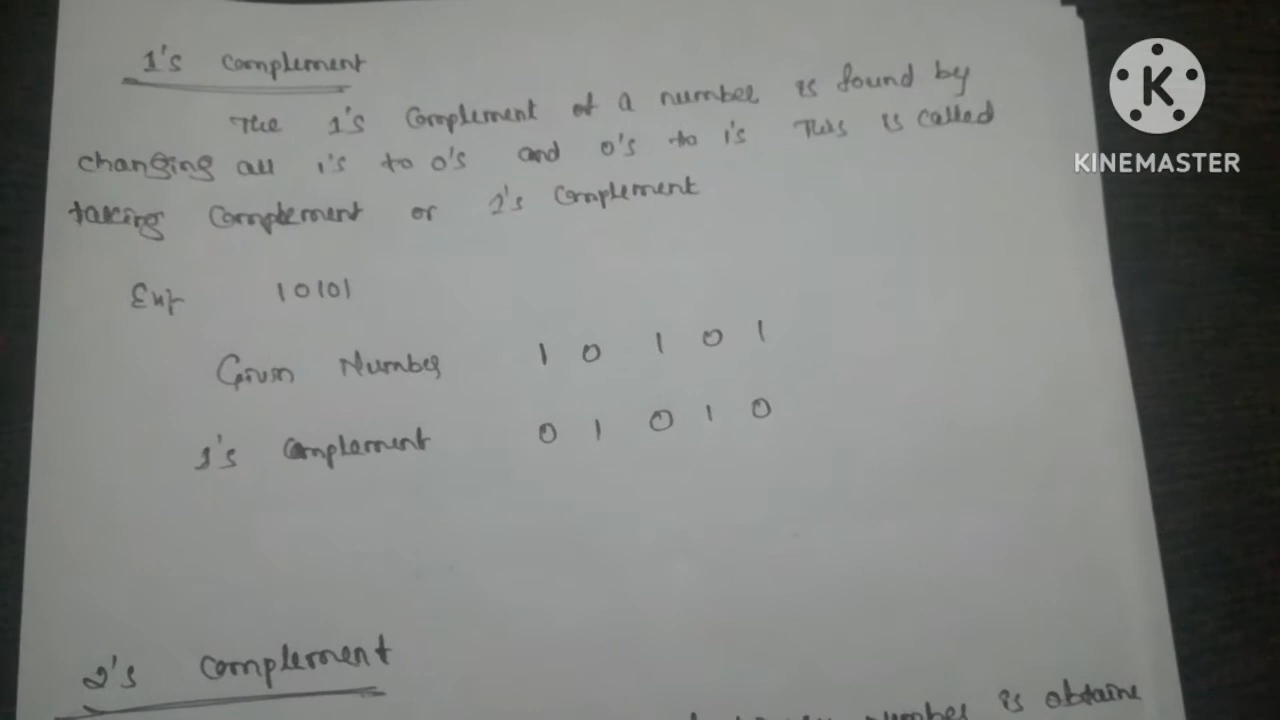 1's complement
The 1's complement of a number is found by
changing all 1's to 0's and 0's to 1's This is called
taking complement or 1's complement
10101
Given Number 1 0 1 0 1
1's complement 0 1 0 1 0
2's complement
number is obtaine
K
KINEMASTER